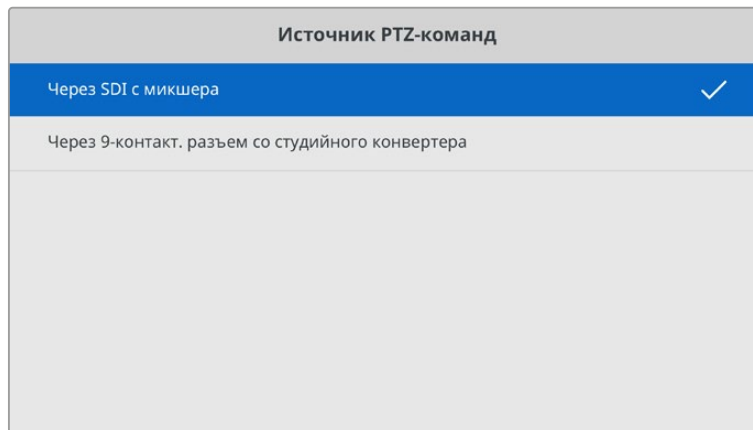 Источник PTZ-команд
Через SDI с микшера
Через 9-контакт. разъем со студийного конвертера